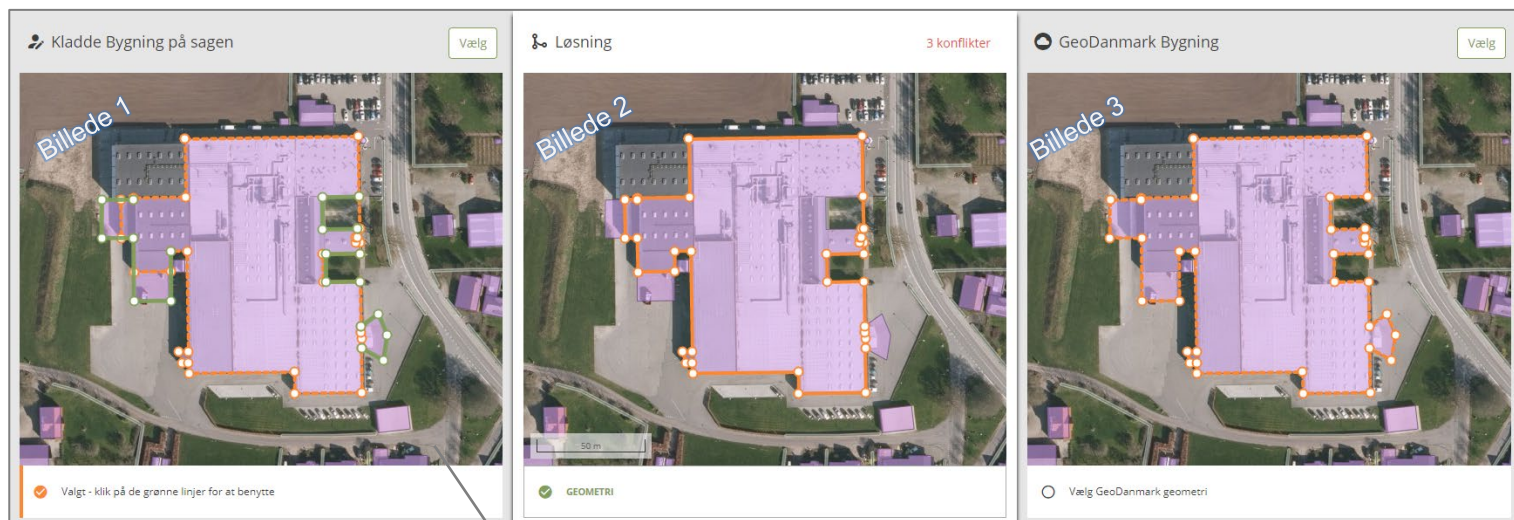 Kladde Bygning på sagen
Vælg
Løsning
3 konflikter
GeoDanmark Bygning
Vælg
Billede 1
Billede 2
Billede 3
50 m
Valgt - klik på de grønne linjer for at benytte
GEOMETRI
Vælg GeoDanmark geometri